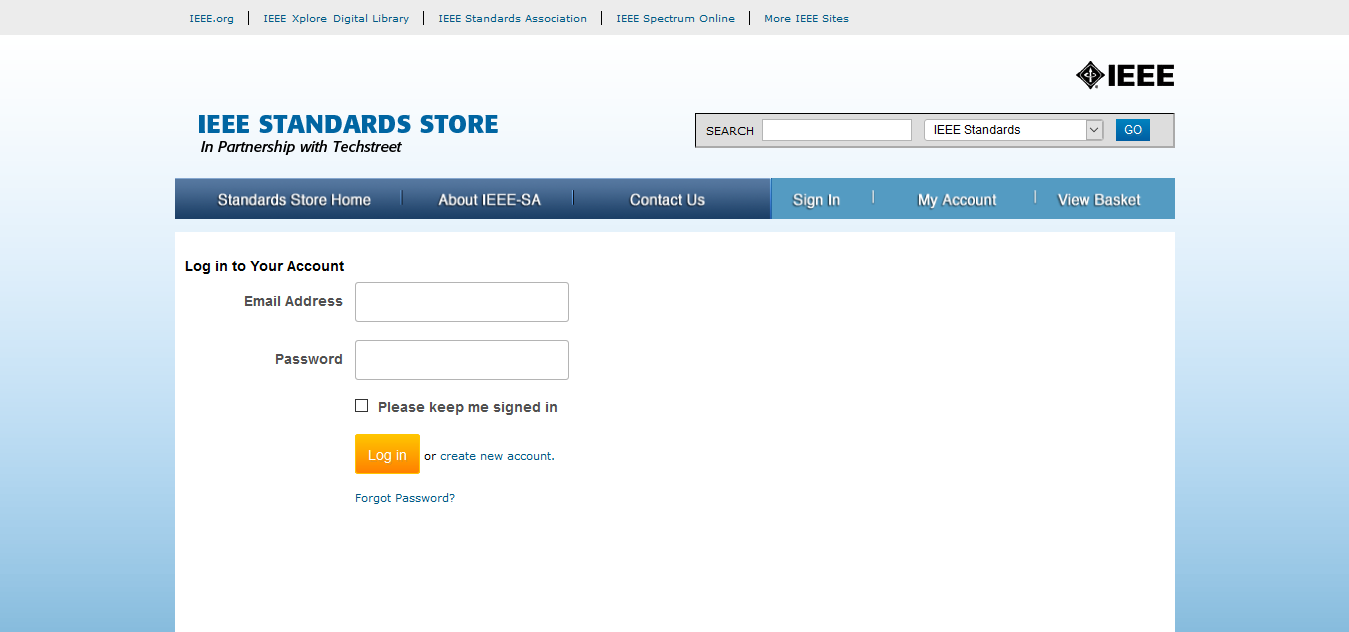 IEEE.org IEEE Xplore Digital Library IEEE Standards Association IEEE Spectrum Online More IEEE Sites
IEEE
IEEE STANDARDS STORE
In Partnership with Techstreet
SEARCH IEEE Standards GO
Standards Store Home About IEEE-SA Contact Us Sign In My Account View Basket
Log in to Your Account
Email Address
Password
Please keep me signed in
Log in or create new account.
Forgot Password?